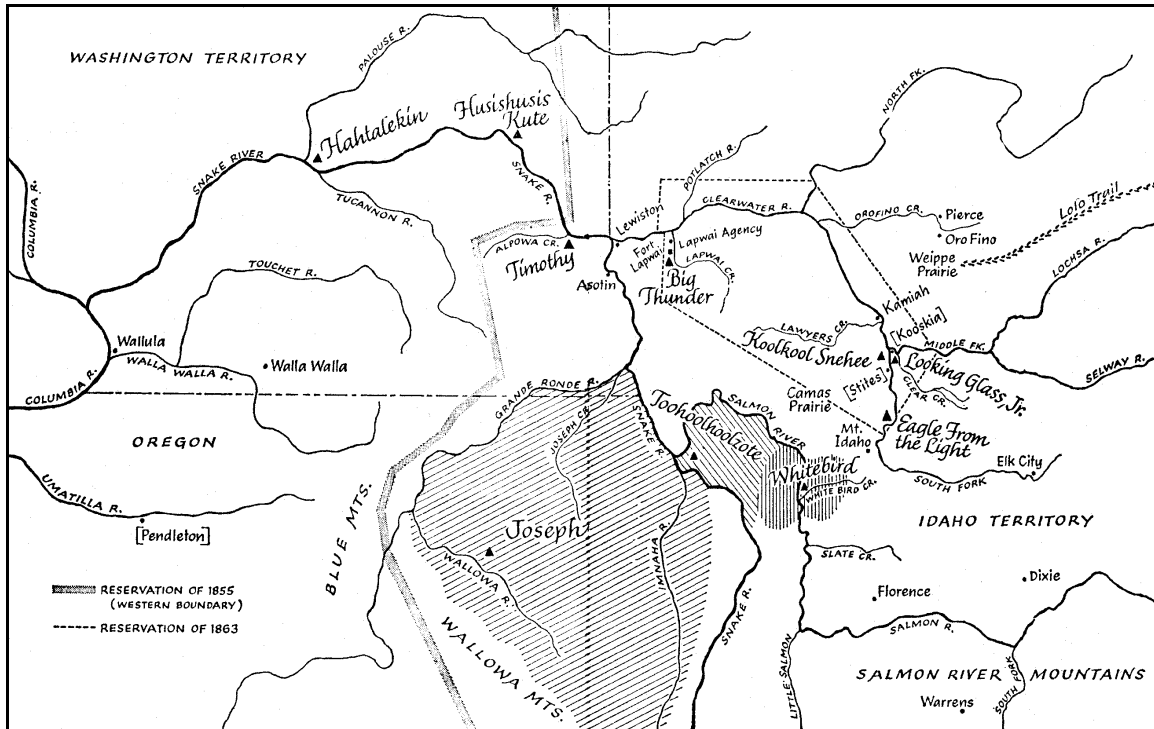 WASHINGTON TERRITORY
PALOUSE R.
Hahtalekin
Husishusis
Kute
NORTH FK.
SNAKE RIVER
SNAKE R.
TUCANNON R.
COLUMBIA R.
POTLATCH R.
CLEARWATER R.
OROFINO CR.
Pierce
Oro Fino
Weippe
Prairie
Lolo Trail
LOCHSA R.
Lewiston
Fort
Lapwai
Lapwai Agency
LAPWAI CR.
Big
Thunder
ALPOWA CR.
Timothy
Asotin
TOUCHET R.
Wallula
WALLA WALLA R.
Walla Walla
COLUMBIA R.
Kamiah
[Kooskia]
LAWYERS CR.
MIDDLE FK.
SELWAY R.
Koolkool Snehee
Looking Glass, Jr.
CLEAR CR.
[Stites]
Camas
Prairie
Eagle From
the Light
Mt.
Idaho
Elk City
SOUTH FORK
GRANDE RONDE R.
JOSEPH CR.
SNAKE R.
Toohoolhoolzote
SALMON RIVER
Whitebird
WHITE BIRD CR.
OREGON
UMATILLA R.
[Pendleton]
BLUE MTS.
Joseph
WALLOWA R.
IMNAHA R.
SNAKE R.
WALLOWA MTS.
IDAHO TERRITORY
SLATE CR.
Florence
Dixie
SALMON R.
LITTLE SALMON
SALMON RIVER MOUNTAINS
SOUTH FORK
Warrens
RESERVATION OF 1855
(WESTERN BOUNDARY)
RESERVATION OF 1863